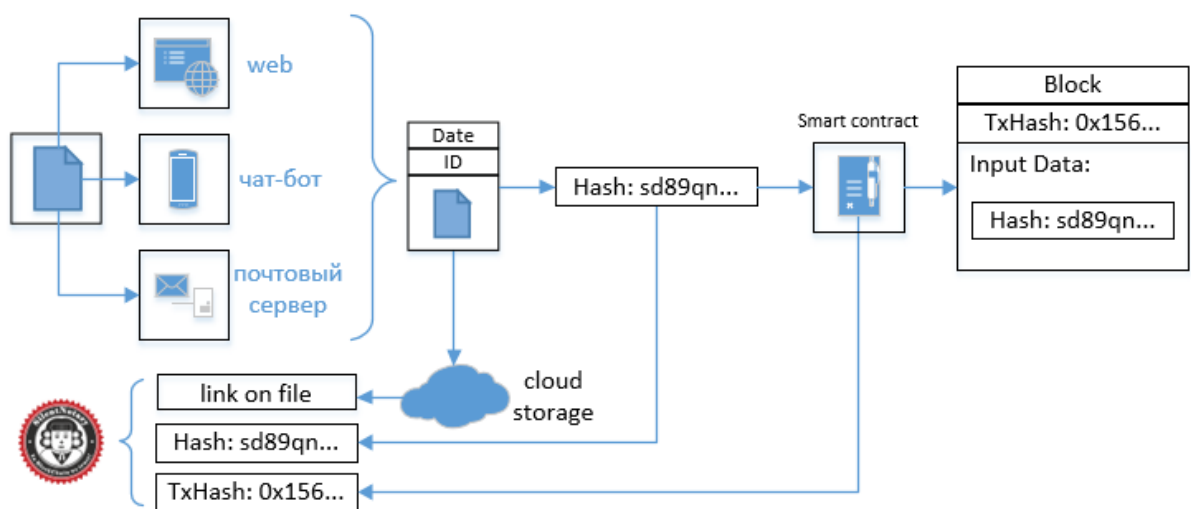 web
чат-бот
почтовый
сервер
Date
ID
Hash: sd89qn...
Smart contract
Block
TxHash: 0x156...
Input Data:
Hash: sd89qn...
cloud
storage
link on file
Hash: sd89qn...
TxHash: 0x156...
SilentNotary